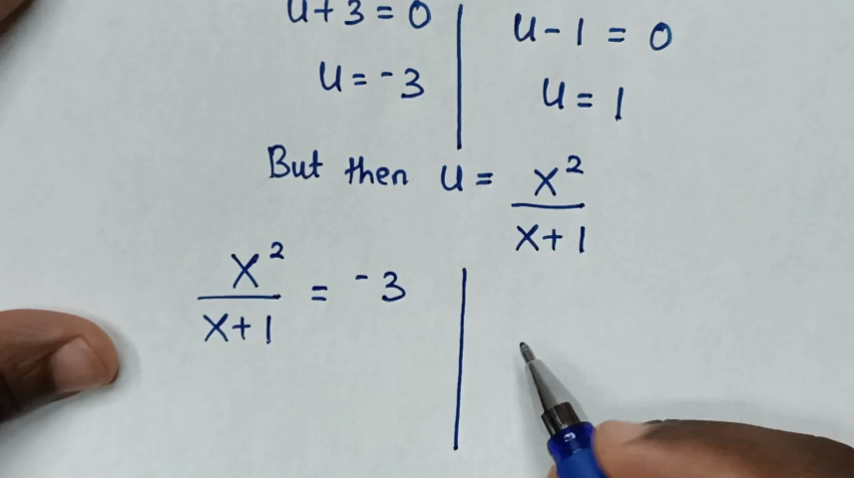 u + 3 = 0 | u - 1 = 0
u = -3 | u = 1
But then u = x²/(x+1)
x²/(x+1) = -3 |